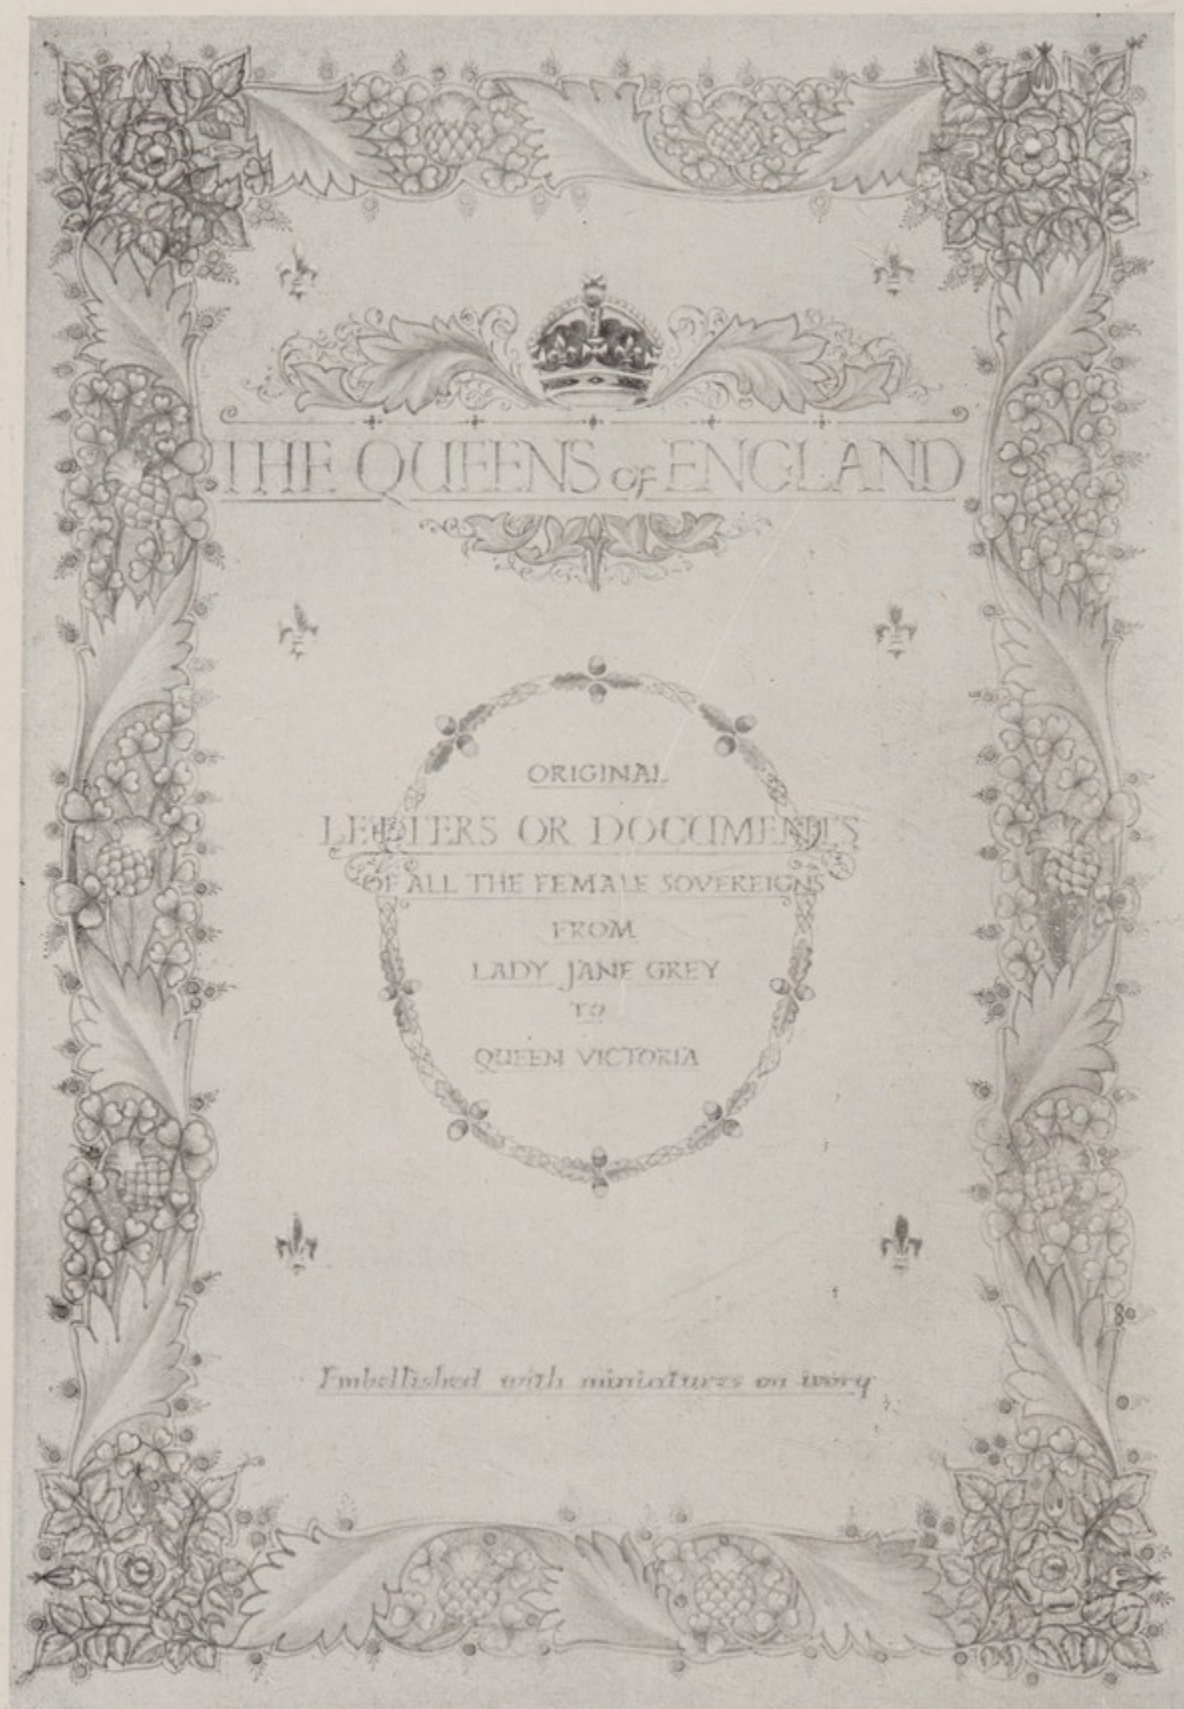 THE QUEENS of ENGLAND
ORIGINAL
LETTERS OR DOCUMENTS
OF ALL THE FEMALE SOVEREIGNS
FROM
LADY JANE GREY
TO
QUEEN VICTORIA
Embellished with miniatures on ivory